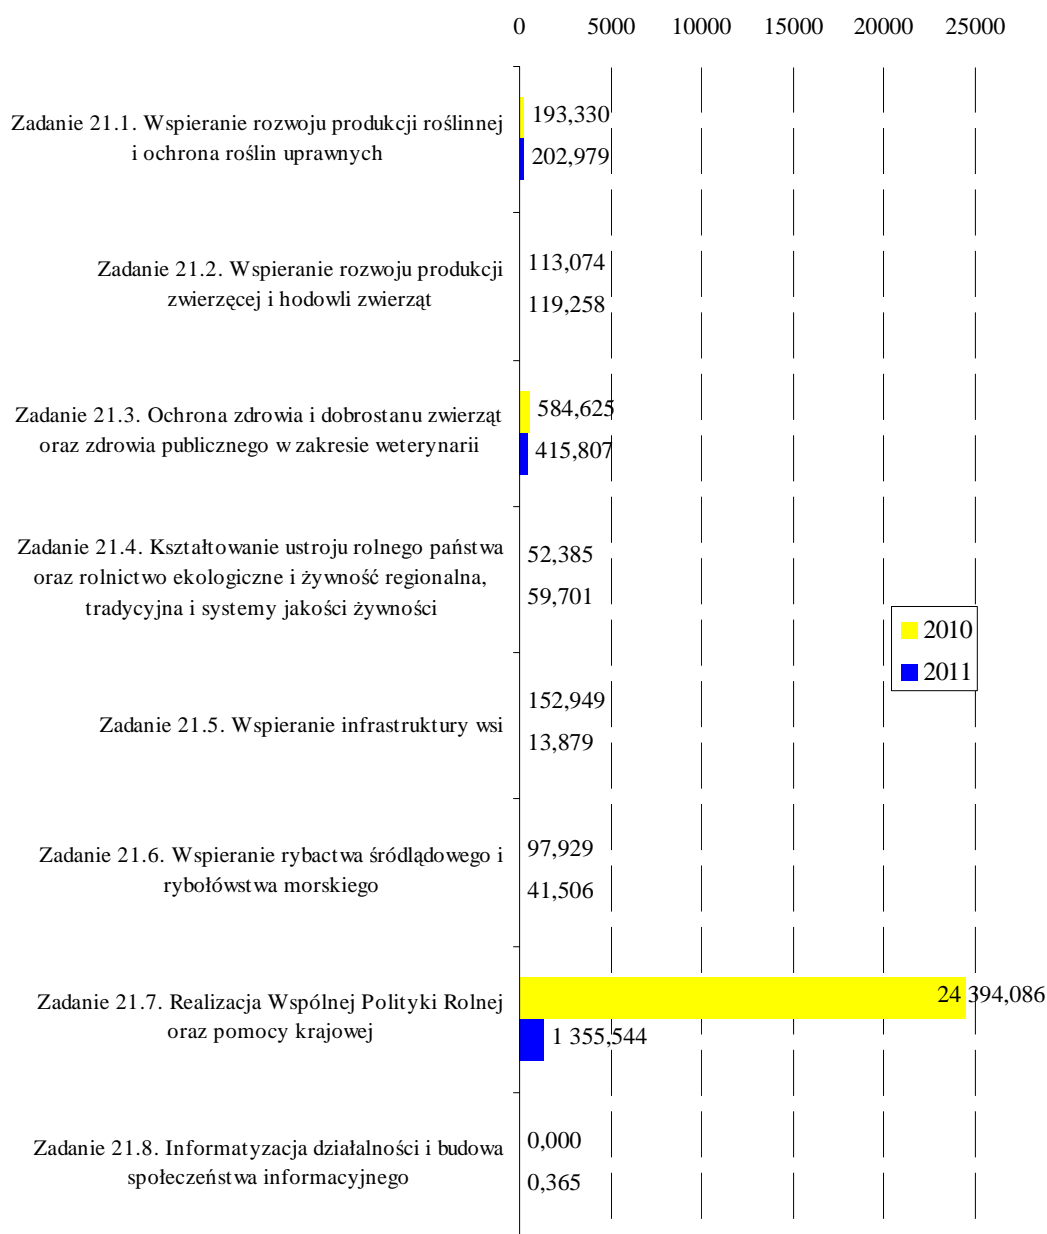 0 5000 10000 15000 20000 25000
Zadanie 21.1. Wspieranie rozwoju produkcji roślinnej
i ochrona roślin uprawnych
193,330
202,979
Zadanie 21.2. Wspieranie rozwoju produkcji
zwierzęcej i hodowli zwierząt
113,074
119,258
Zadanie 21.3. Ochrona zdrowia i dobrostanu zwierząt
oraz zdrowia publicznego w zakresie weterynarii
584,625
415,807
Zadanie 21.4. Kształtowanie ustroju rolnego państwa
oraz rolnictwo ekologiczne i żywność regionalna,
tradycyjna i systemy jakości żywności
52,385
59,701
2010
2011
Zadanie 21.5. Wspieranie infrastruktury wsi
152,949
13,879
Zadanie 21.6. Wspieranie rybactwa śródlądowego i
rybołówstwa morskiego
97,929
41,506
Zadanie 21.7. Realizacja Wspólnej Polityki Rolnej
oraz pomocy krajowej
24 394,086
1 355,544
Zadanie 21.8. Informatyzacja działalności i budowa
społeczeństwa informacyjnego
0,000
0,365